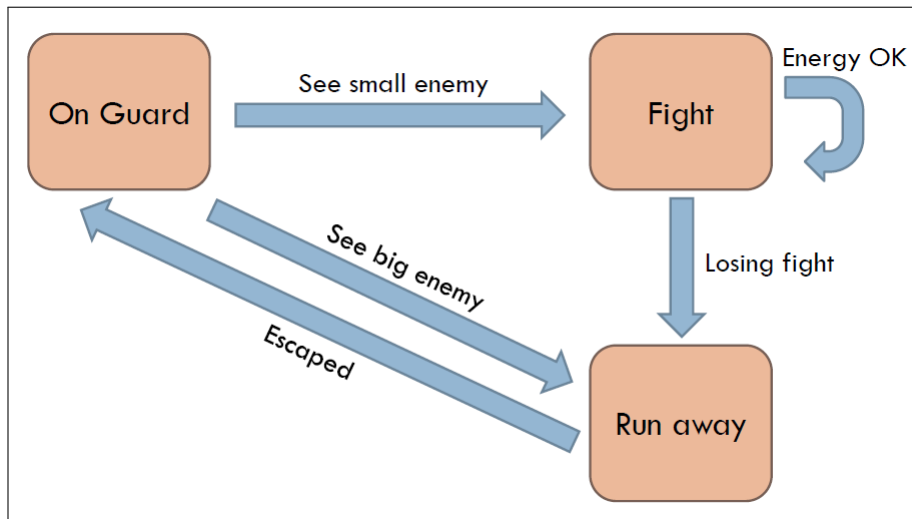 Energy OK
See small enemy
On Guard
Fight
See big enemy
Losing fight
Escaped
Run away